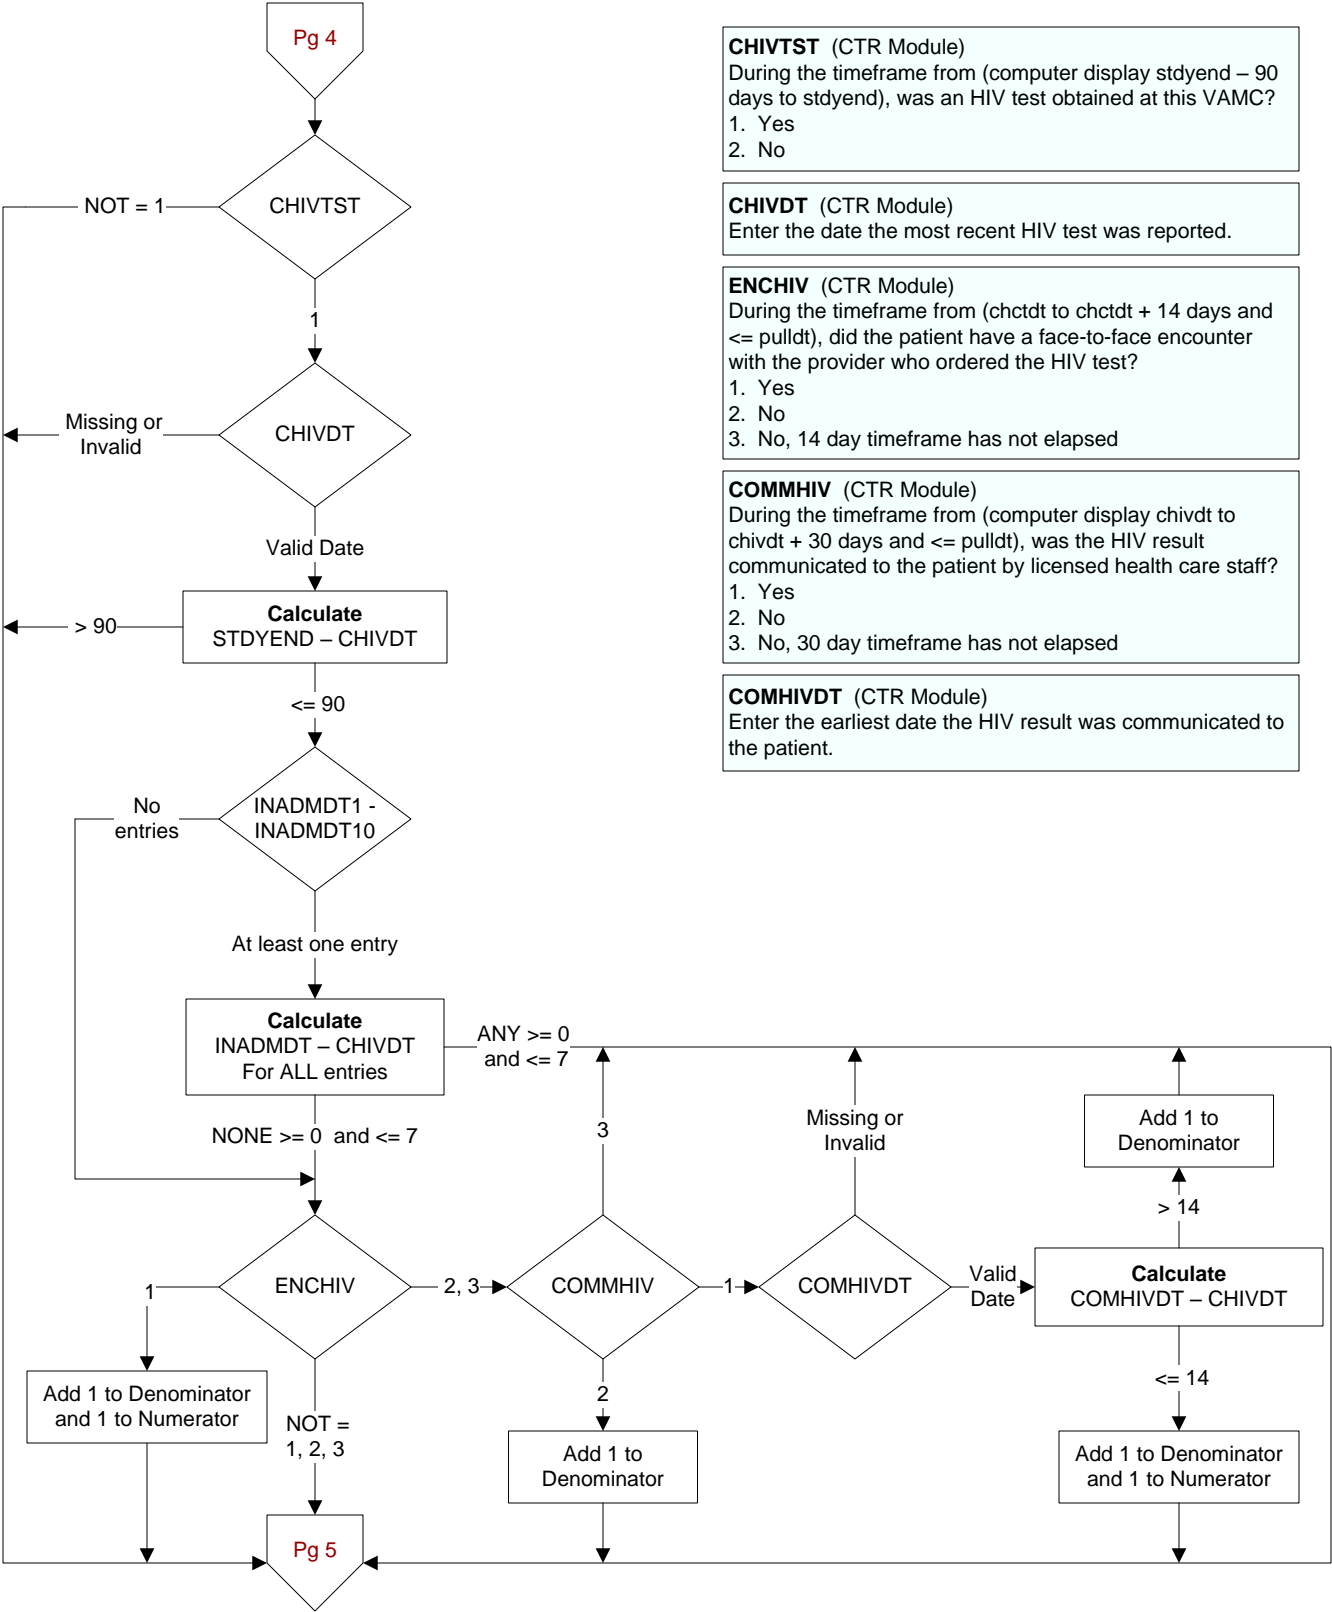 Pg 4
CHIVTST (CTR Module)
During the timeframe from (computer display stdyend – 90
days to stdyend), was an HIV test obtained at this VAMC?
1. Yes
2. No
NOT = 1
CHIVTST
CHIVDT (CTR Module)
Enter the date the most recent HIV test was reported.
1
ENCHIV (CTR Module)
During the timeframe from (chctdt to chctdt + 14 days and
<= pulldt), did the patient have a face-to-face encounter
with the provider who ordered the HIV test?
1. Yes
2. No
3. No, 14 day timeframe has not elapsed
Missing or
Invalid
CHIVDT
COMMHIV (CTR Module)
During the timeframe from (computer display chivdt to
chivdt + 30 days and <= pulldt), was the HIV result
communicated to the patient by licensed health care staff?
1. Yes
2. No
3. No, 30 day timeframe has not elapsed
Valid Date
> 90
Calculate
STDYEND – CHIVDT
COMHIVDT (CTR Module)
Enter the earliest date the HIV result was communicated to
the patient.
<= 90
No
entries
INADMDT1 -
INADMDT10
At least one entry
Calculate
INADMDT – CHIVDT
For ALL entries
ANY >= 0
and <= 7
NONE >= 0 and <= 7
3
Missing or
Invalid
Add 1 to
Denominator
> 14
1
ENCHIV
2, 3
COMMHIV
1
COMHIVDT
Valid
Date
Calculate
COMHIVDT – CHIVDT
Add 1 to Denominator
and 1 to Numerator
NOT =
1, 2, 3
2
<= 14
Add 1 to
Denominator
Add 1 to Denominator
and 1 to Numerator
Pg 5